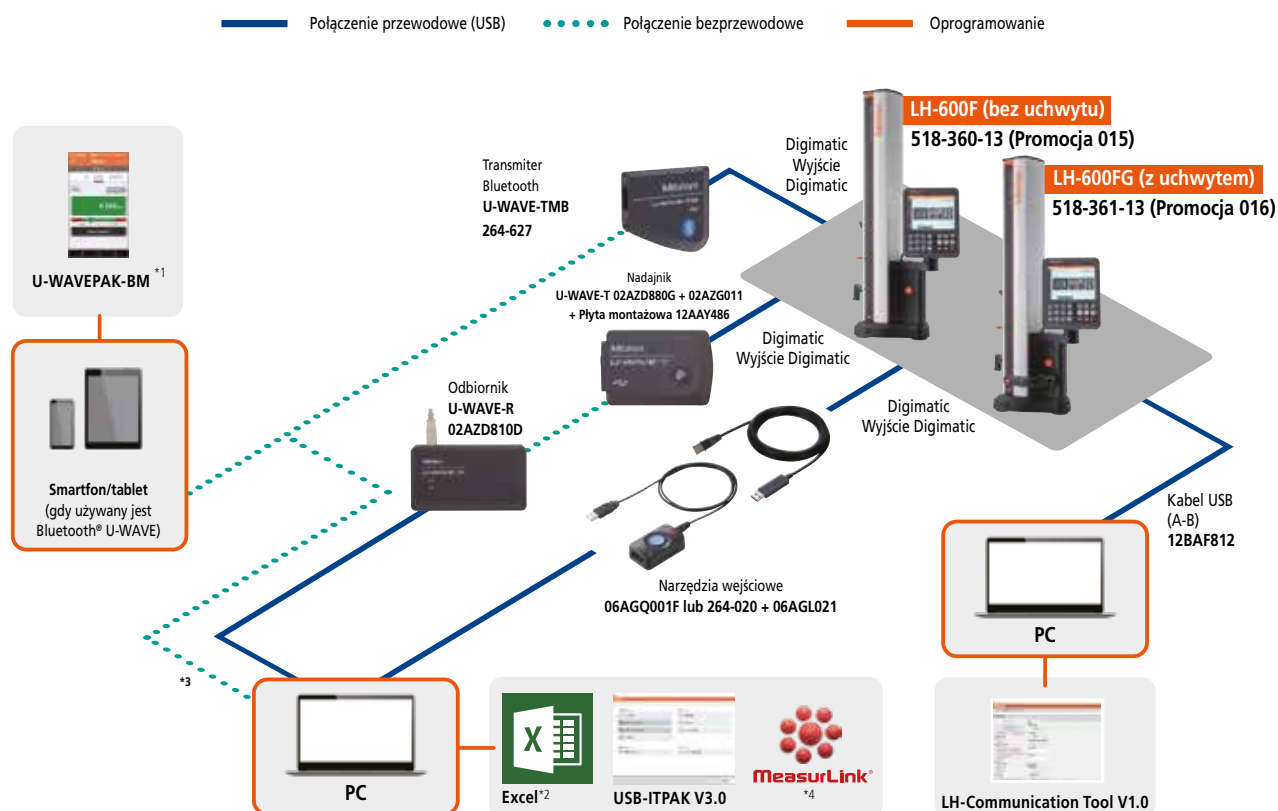 Połączenie przewodowe (USB)
Połączenie bezprzewodowe
Oprogramowanie
LH-600F (bez uchwytu)
518-360-13 (Promocja 015)
LH-600FG (z uchwytem)
518-361-13 (Promocja 016)
Digimatic
Wyjście
Digimatic
Transmiter
Bluetooth
U-WAVE-TMB
264-627
Mitutoyo
U-WAVEPAK-BM *1
Nadajnik
U-WAVE-T 02AZD880G + 02AZG011
+ Płyta montażowa 12AAY486
Mitutoyo
U-WAVE-T
Digimatic
Wyjście Digimatic
Digimatic
Wyjście Digimatic
Odbiornik
U-WAVE-R
02AZD810D
Smartfon/tablet
(gdy używany jest
Bluetooth® U-WAVE)
Kabel USB
(A-B)
12BAF812
Narzędzia wejściowe
06AGQ001F lub 264-020 + 06AGL021
PC
*3
PC
X
Excel*2
USB-ITPAK V3.0
MeasurLink®
*4
LH-Communication Tool V1.0